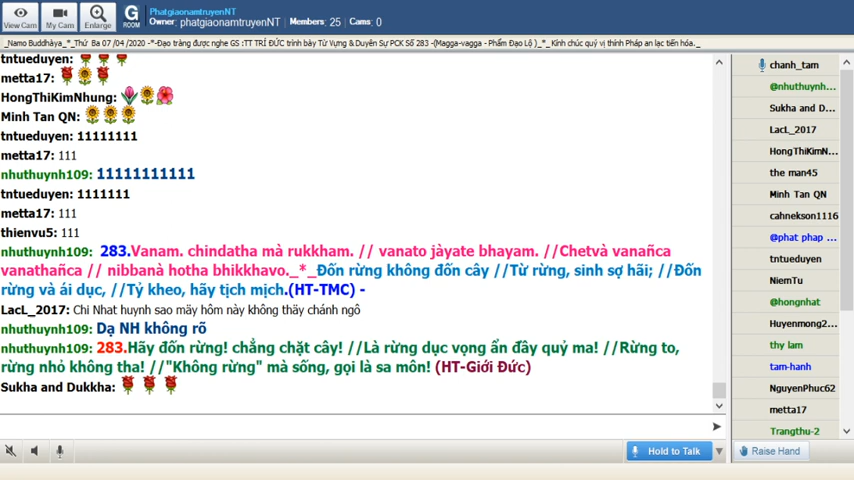 View Cam
My Cam
Enlarge
G
ROOM
PhatgiaonamtruyenNT
Owner: phatgiaonamtruyenNT | Members: 25 | Cams: 0
_Namo Buddhàya_*_Thứ Ba 07 /04 /2020 -*-Đạo tràng được nghe GS :TT TRÍ ĐỨC trình bày Từ Vựng & Duyên Sự PCK Số 283 -(Magga-vagga - Phẩm Đạo Lộ )_*_ Kính chúc quý vị thính Pháp an lạc tiến hóa._
tntueduyen:
metta17:
HongThiKimNhung:
Minh Tan QN:
tntueduyen: 11111111
metta17: 111
nhuthuynh109: 11111111111
tntueduyen: 1111111
metta17: 111
thienvu5: 111
nhuthuynh109: 283.Vanam. chindatha mà rukkham. // vanato jàyate bhayam. //Chetvà vanañca
vanathañca // nibbanà hotha bhikkhavo._*_Đốn rừng không đốn cây //Từ rừng, sinh sợ hãi; //Đốn
rừng và ái dục, //Tỷ kheo, hãy tịch mịch.(HT-TMC) -
LacL_2017: Chi Nhat huynh sao mäy hôm này không thäy chánh ngô
nhuthuynh109: Dạ NH không rõ
nhuthuynh109: 283.Hãy đốn rừng! chẳng chặt cây! //Là rừng dục vọng ẩn đây quỷ ma! //Rừng to,
rừng nhỏ không tha! //"Không rừng" mà sống, gọi là sa môn! (HT-Giới Đức)
Sukha and Dukkha:
chanh_tam
@nhuthuynh...
Sukha and D...
LacL_2017
HongThiKimN...
the man45
Minh Tan QN
cahnekson1116
@phat phap ...
tntueduyen
NiemTu
@hongnhat
Huyenmong2...
thy lam
tam-hanh
NguyenPhuc62
metta17
Trangthu-2
Hold to Talk
Raise Hand